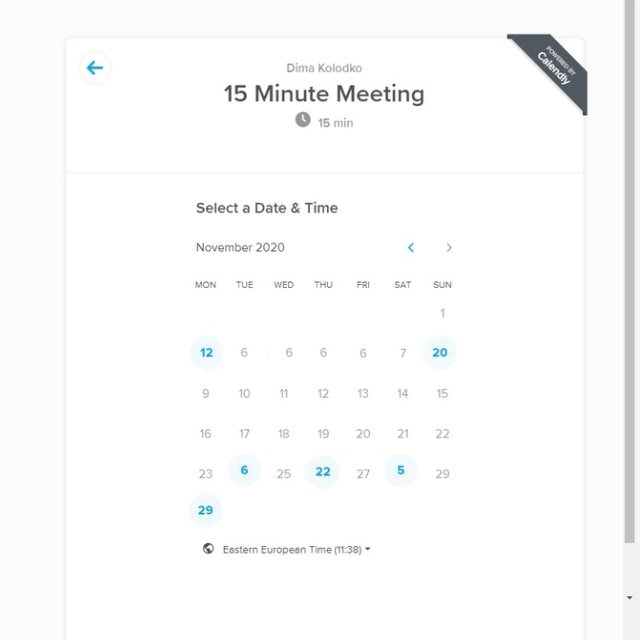 POWERED BY
Calendly
Dima Kolodko
15 Minute Meeting
15 min
Select a Date & Time
November 2020
MON TUE WED THU FRI SAT SUN
1
12 6 6 6 6 7 20
9 10 11 12 13 14 15
16 17 18 19 20 21 22
23 6 25 22 27 5 29
29
Eastern European Time (11:38)